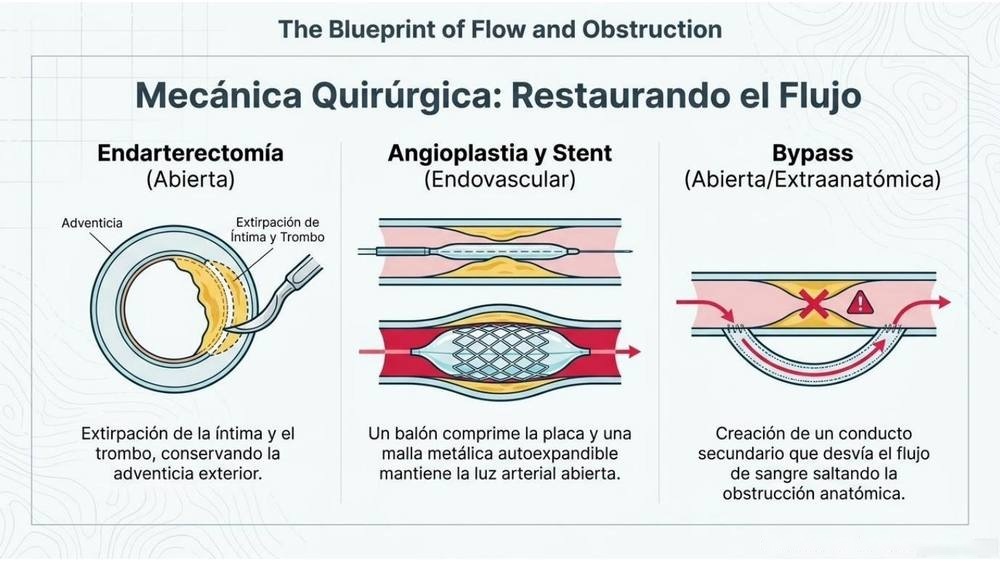 The Blueprint of Flow and Obstruction
Mecánica Quirúrgica: Restaurando el Flujo
Endarterectomía
(Abierta)
Adventicia
Extirpación de
Íntima y Trombo
Extirpación de la íntima y el
trombo, conservando la
adventicia exterior.
Angioplastia y Stent
(Endovascular)
Un balón comprime la placa y una
malla metálica autoexpandible
mantiene la luz arterial abierta.
Bypass
(Abierta/Extraanatómica)
Creación de un conducto
secundario que desvía el flujo
de sangre saltando la
obstrucción anatómica.